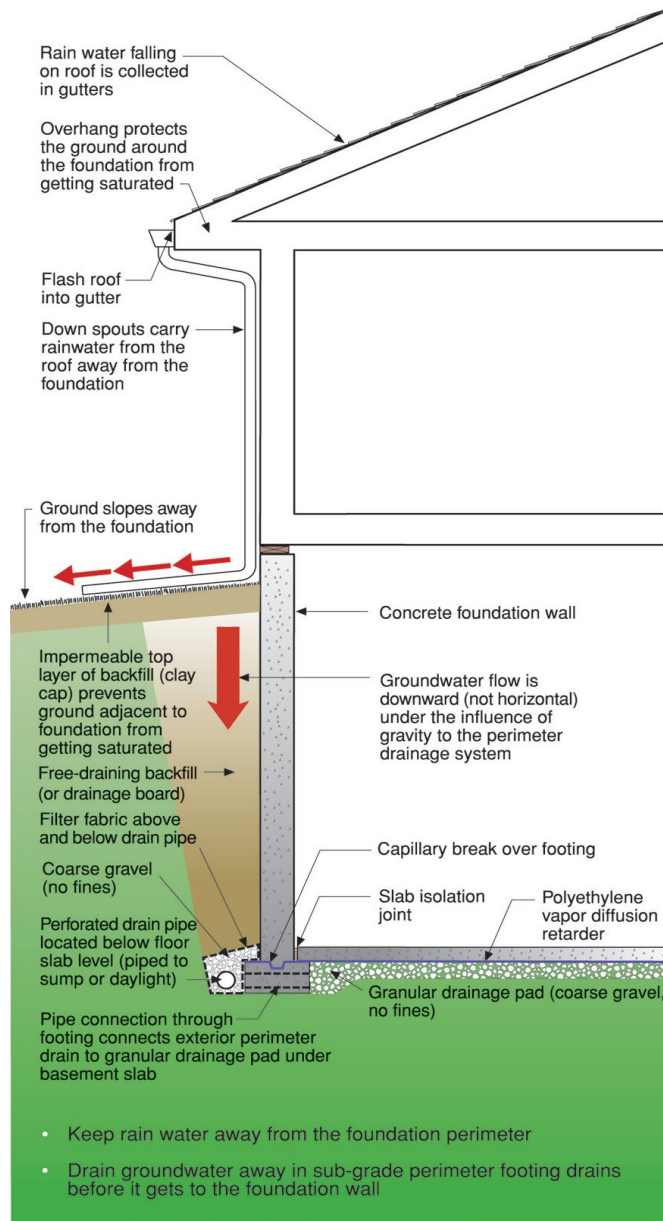 Rain water falling
on roof is collected
in gutters
Overhang protects
the ground around
the foundation from
getting saturated
Flash roof
into gutter
Down spouts carry
rainwater from the
roof away from the
foundation
Ground slopes away
from the foundation
Concrete foundation wall
Impermeable top
layer of backfill (clay
cap) prevents
ground adjacent to
foundation from
getting saturated
Groundwater flow is
downward (not horizontal)
under the influence of
gravity to the perimeter
drainage system
Free-draining backfill
(or drainage board)
Filter fabric above
and below drain pipe
Capillary break over footing
Coarse gravel
(no fines)
Slab isolation
joint
Polyethylene
vapor diffusion
retarder
Perforated drain pipe
located below floor
slab level (piped to
sump or daylight)
Granular drainage pad (coarse gravel,
no fines)
Pipe connection through
footing connects exterior perimeter
drain to granular drainage pad under
basement slab
• Keep rain water away from the foundation perimeter
• Drain groundwater away in sub-grade perimeter footing drains
before it gets to the foundation wall